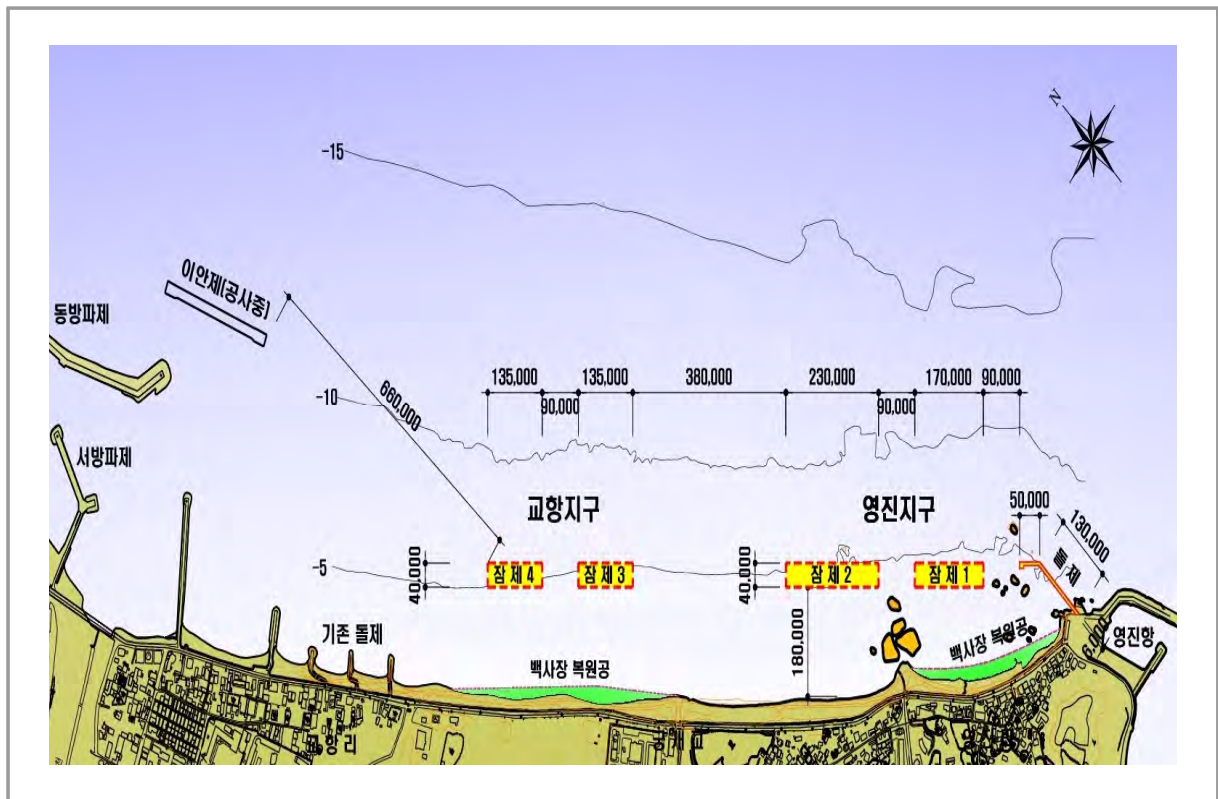 N
-15
이안제(공사중)
동방파제
-10
660,000
135,000
135,000
380,000
230,000
170,000
90,000
90,000
90,000
서방파제
교항지구
영진지구
50,000
130,000
돌제
-5
40,000
잠제4
잠제3
40,000
잠제2
잠제1
기존 돌제
백사장 복원공
180,000
백사장 복원공
6,000
영진항